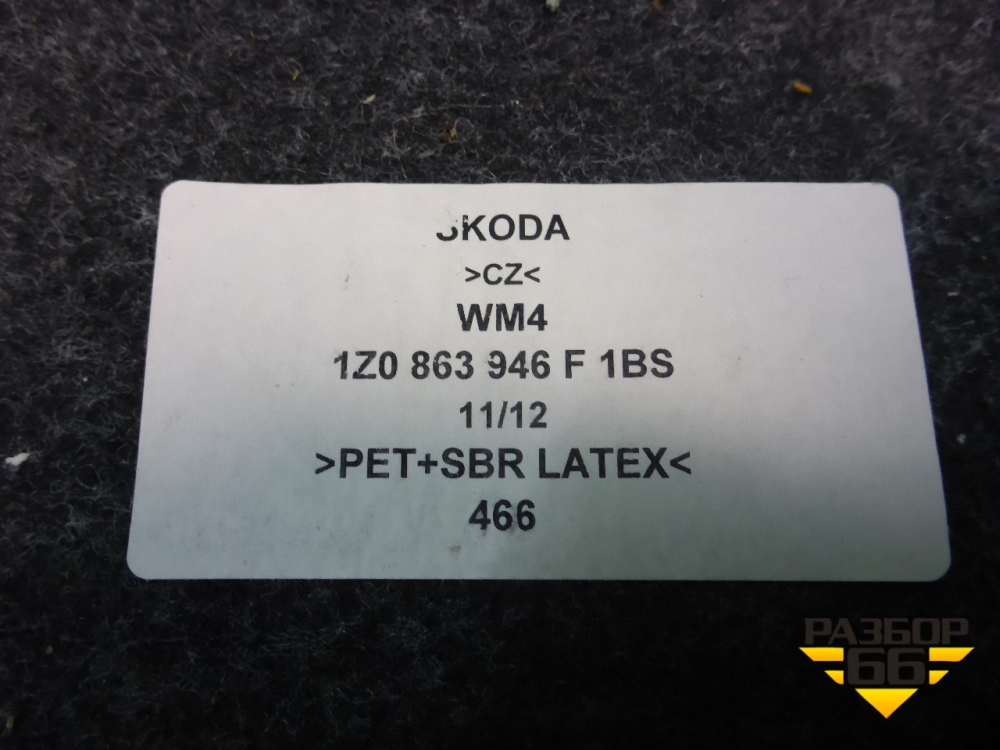 SKODA
>CZ<
WM4
1Z0 863 946 F 1BS
11/12
>PET+SBR LATEX<
466
РАЗБОР
66